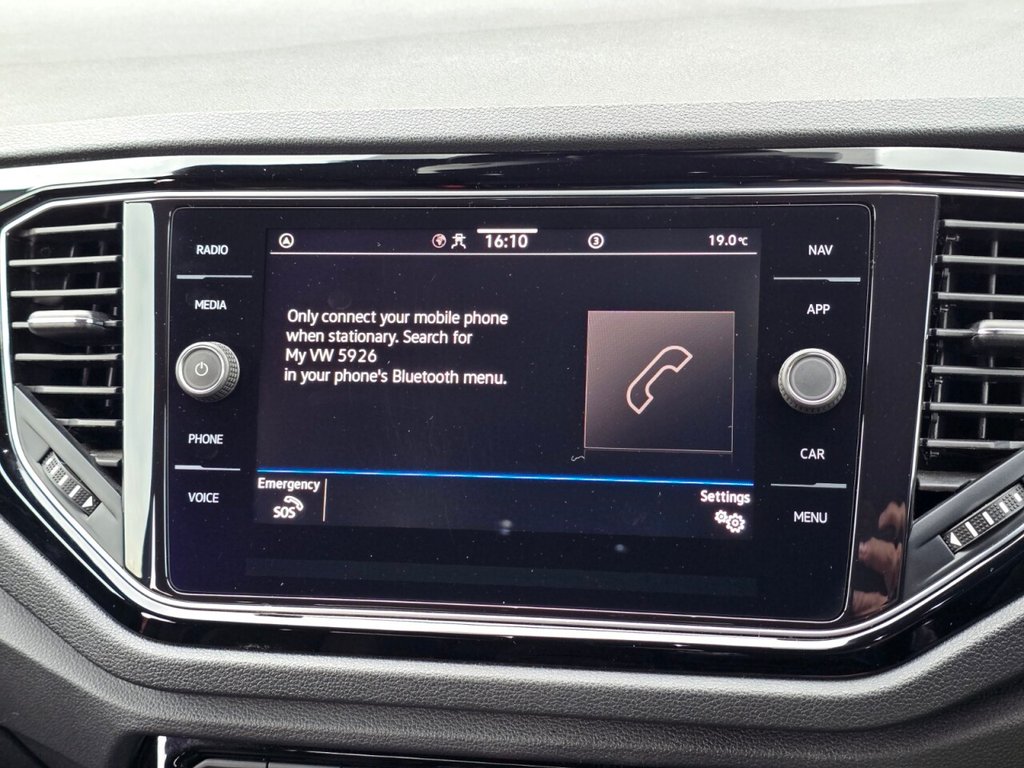 RADIO
MEDIA
PHONE
VOICE
16:10
3
19.0°C
Only connect your mobile phone
when stationary. Search for
My VW 5926
in your phone's Bluetooth menu.
Emergency
SOS
Settings
NAV
APP
CAR
MENU